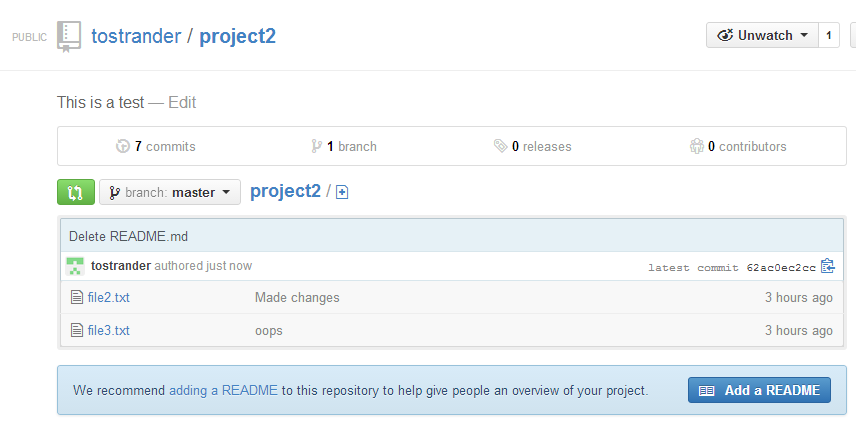 PUBLIC tostrander / project2 Unwatch 1
This is a test — Edit
7 commits 1 branch 0 releases 0 contributors
branch: master project2 /
Delete README.md
tostrander authored just now latest commit 62ac0ec2cc
file2.txt Made changes 3 hours ago
file3.txt oops 3 hours ago
We recommend adding a README to this repository to help give people an overview of your project. Add a README